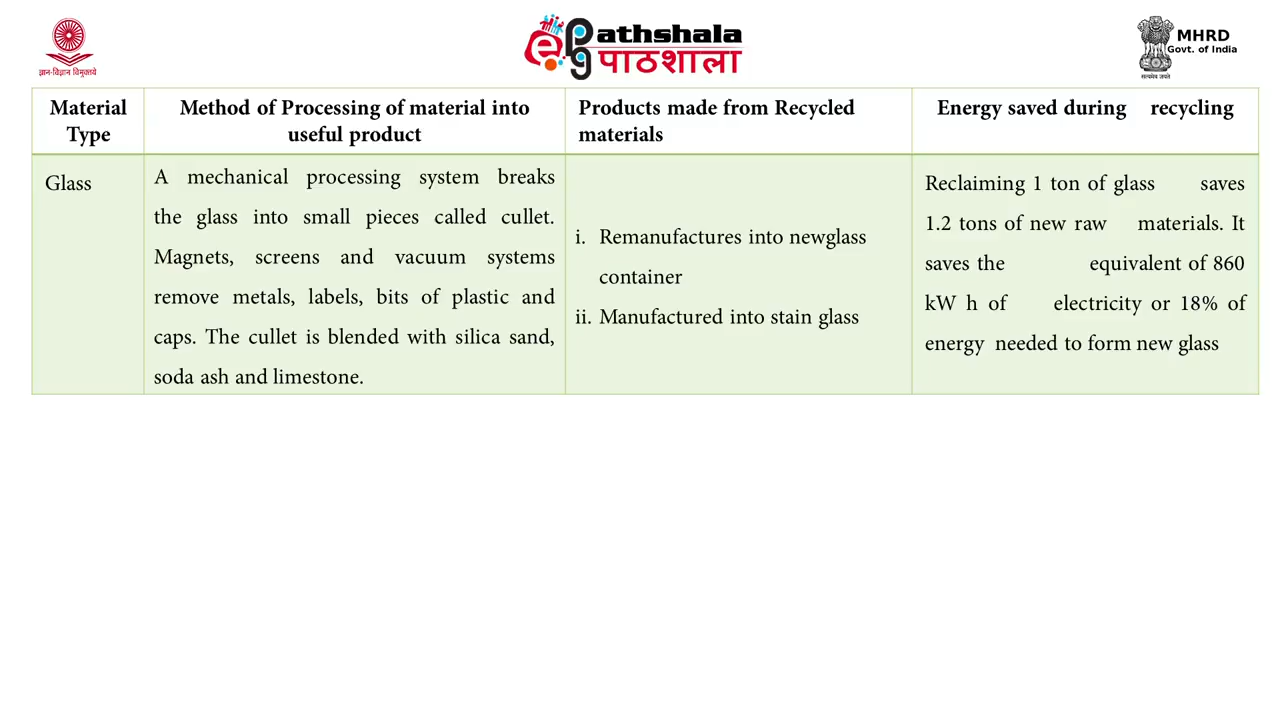 ज्ञान-विज्ञान विमुक्तये
athshala
पाठशाला
MHRD
Govt. of India
सत्यमेव जयते
Material Type
Method of Processing of material into useful product
Products made from Recycled materials
Energy saved during recycling
Glass
A mechanical processing system breaks
the glass into small pieces called cullet.
Magnets, screens and vacuum systems
remove metals, labels, bits of plastic and
caps. The cullet is blended with silica sand,
soda ash and limestone.
i. Remanufactures into newglass
container
ii. Manufactured into stain glass
Reclaiming 1 ton of glass saves
1.2 tons of new raw materials. It
saves the equivalent of 860
kW h of electricity or 18% of
energy needed to form new glass